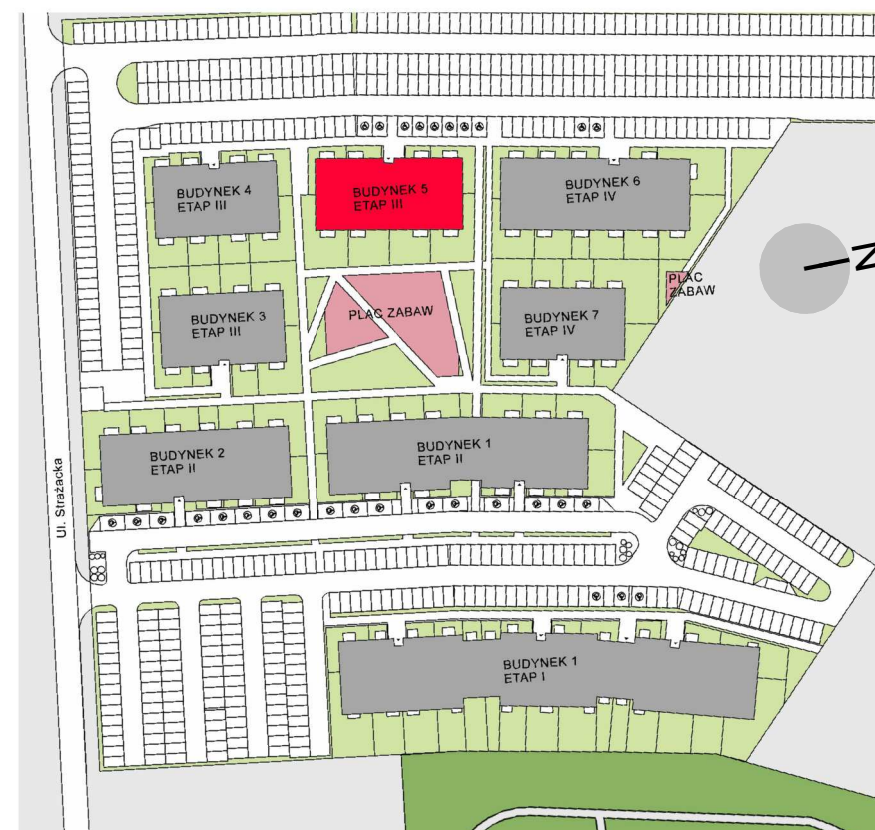 BUDYNEK 4
ETAP III
BUDYNEK 5
ETAP III
BUDYNEK 6
ETAP IV
N
PLAC
ZABAW
BUDYNEK 3
ETAP III
PLAC ZABAW
BUDYNEK 7
ETAP IV
BUDYNEK 2
ETAP II
BUDYNEK 1
ETAP II
Ul. Strażacka
BUDYNEK 1
ETAP I